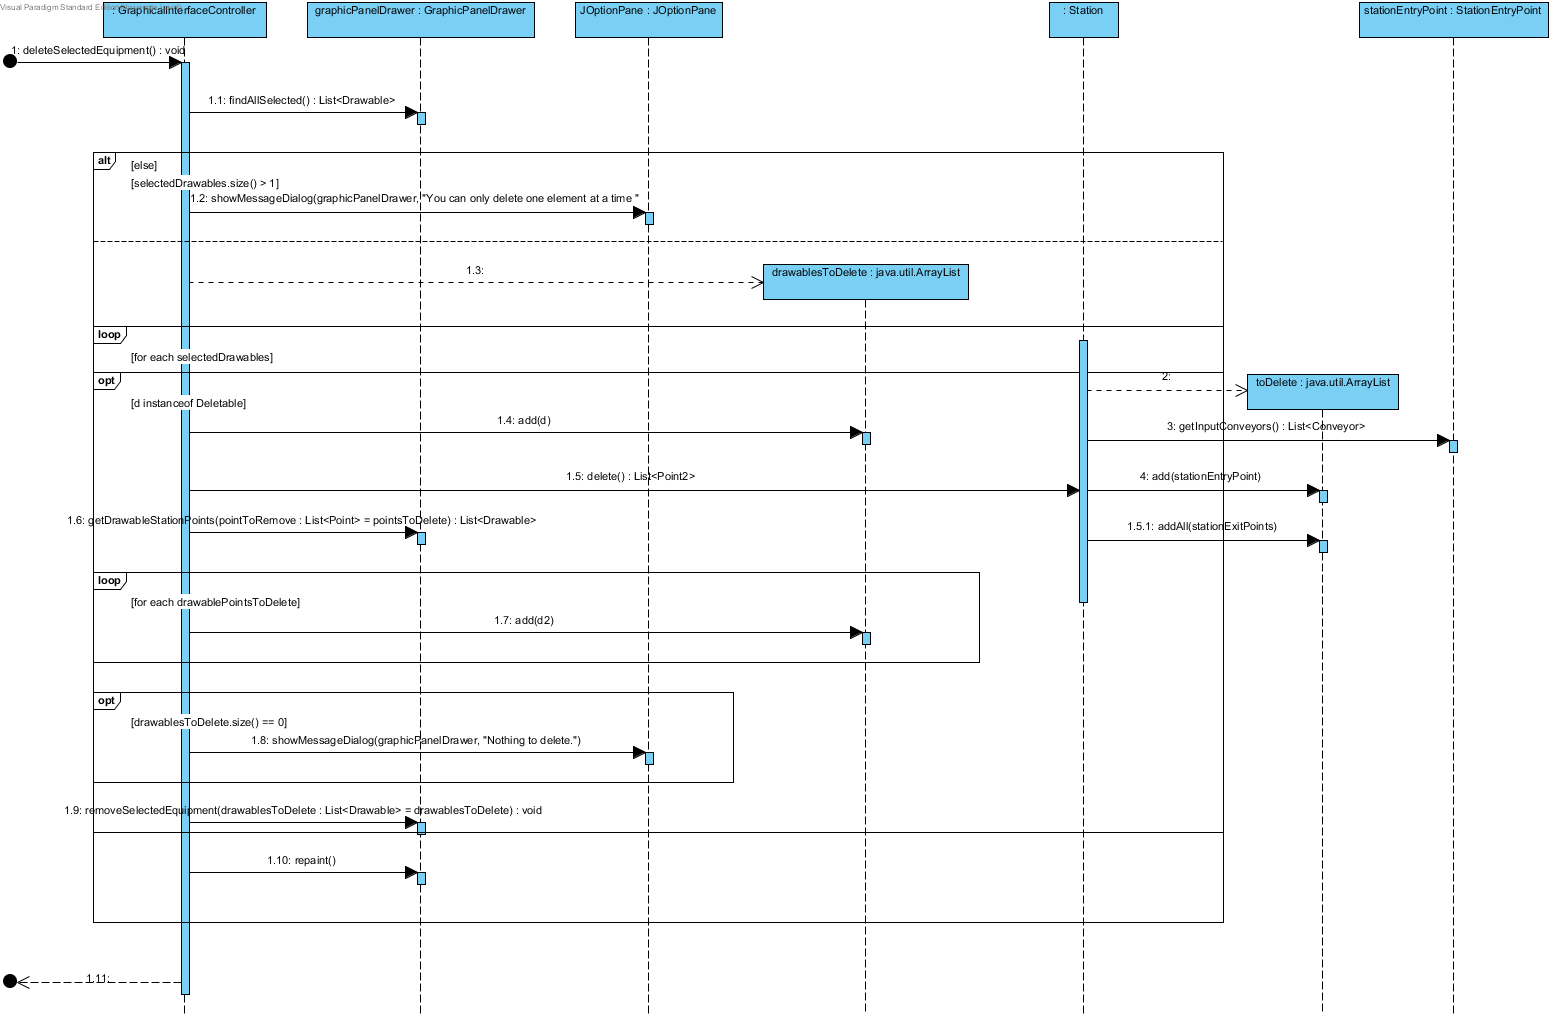 Visual Paradigm Standard Edition
: GraphicalInterfaceController
graphicPanelDrawer : GraphicPanelDrawer
JOptionPane : JOptionPane
: Station
stationEntryPoint : StationEntryPoint
1: deleteSelectedEquipment() : void
1.1: findAllSelected() : List<Drawable>
alt
[else]
[selectedDrawables.size() > 1]
1.2: showMessageDialog(graphicPanelDrawer, "You can only delete one element at a time "
1.3:
drawablesToDelete : java.util.ArrayList
loop
[for each selectedDrawables]
opt
2:
toDelete : java.util.ArrayList
[d instanceof Deletable]
1.4: add(d)
3: getInputConveyors() : List<Conveyor>
1.5: delete() : List<Point2>
4: add(stationEntryPoint)
1.6: getDrawableStationPoints(pointToRemove : List<Point> = pointsToDelete) : List<Drawable>
1.5.1: addAll(stationExitPoints)
loop
[for each drawablePointsToDelete]
1.7: add(d2)
opt
[drawablesToDelete.size() == 0]
1.8: showMessageDialog(graphicPanelDrawer, "Nothing to delete.")
1.9: removeSelectedEquipment(drawablesToDelete : List<Drawable> = drawablesToDelete) : void
1.10: repaint()
1.11: